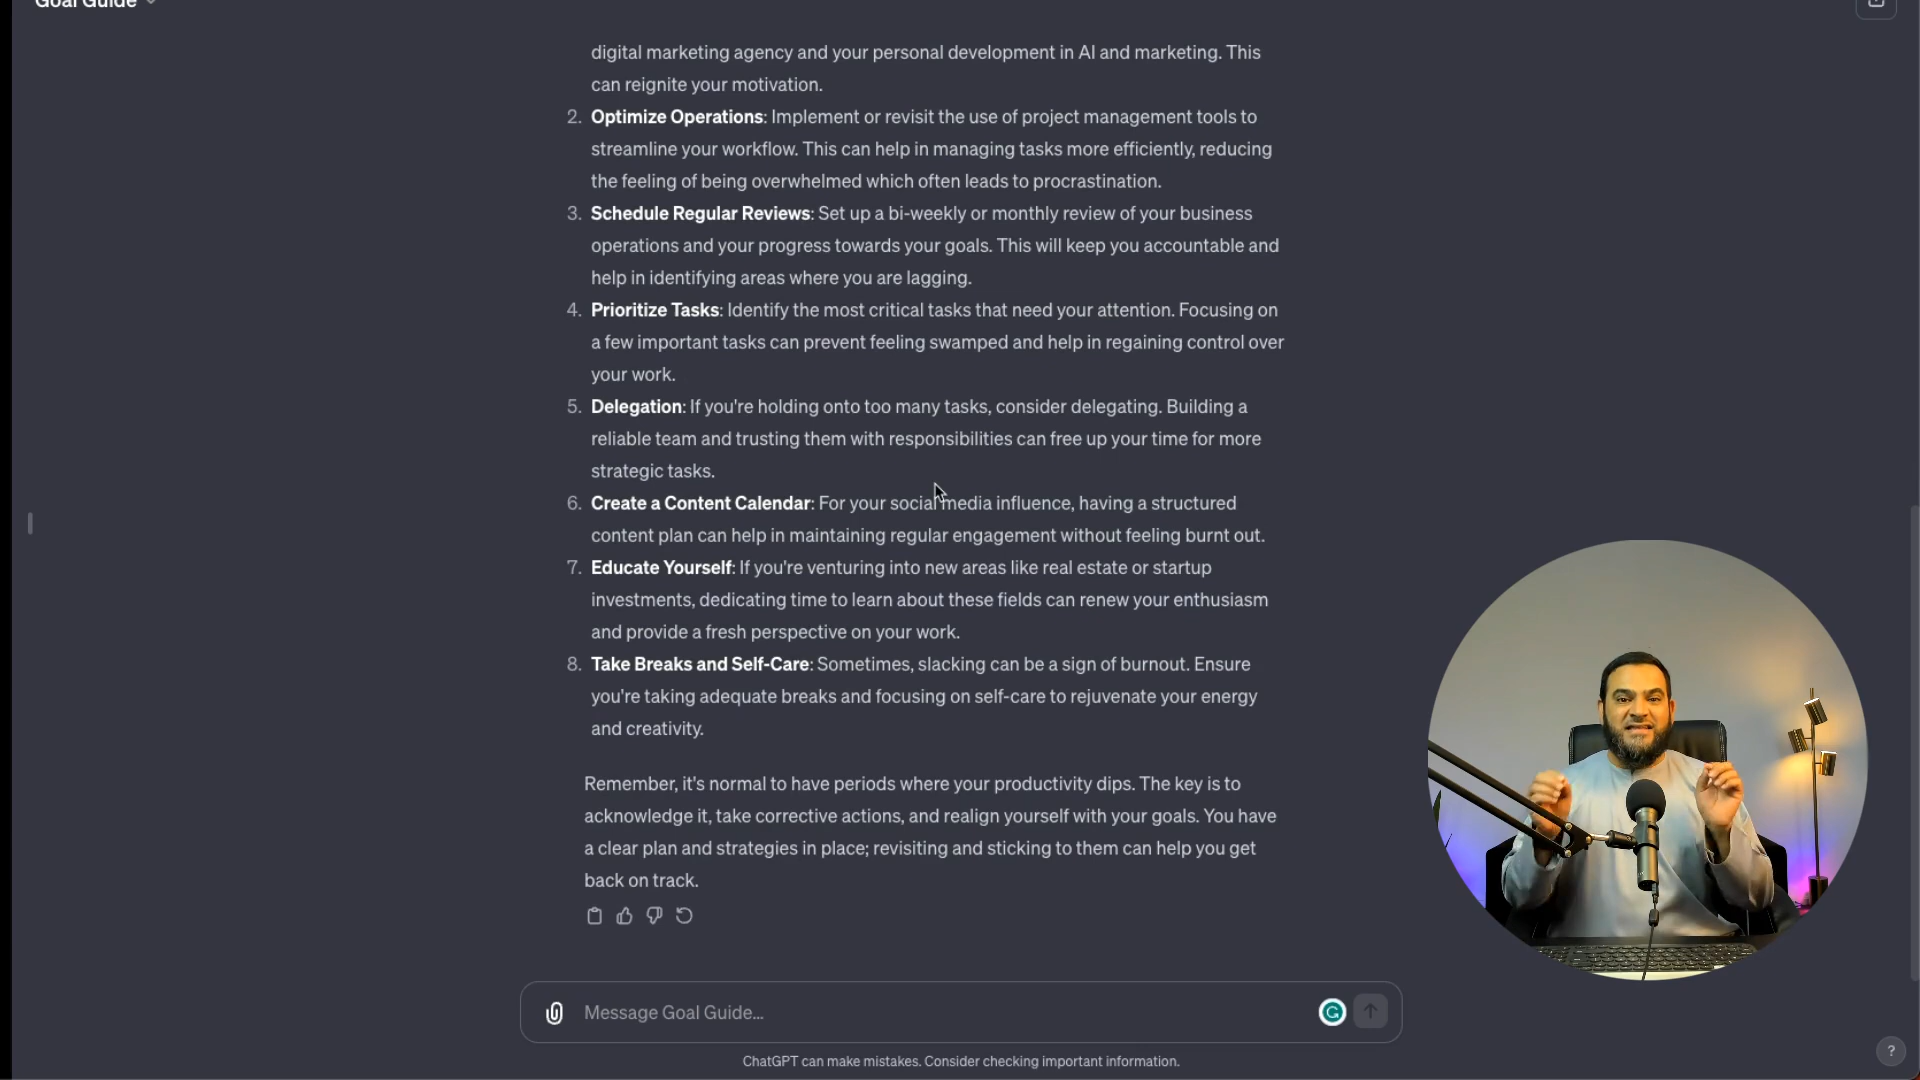 Goal Guide
digital marketing agency and your personal development in AI and marketing. This
can reignite your motivation.
2. Optimize Operations: Implement or revisit the use of project management tools to
streamline your workflow. This can help in managing tasks more efficiently, reducing
the feeling of being overwhelmed which often leads to procrastination.
3. Schedule Regular Reviews: Set up a bi-weekly or monthly review of your business
operations and your progress towards your goals. This will keep you accountable and
help in identifying areas where you are lagging.
4. Prioritize Tasks: Identify the most critical tasks that need your attention. Focusing on
a few important tasks can prevent feeling swamped and help in regaining control over
your work.
5. Delegation: If you're holding onto too many tasks, consider delegating. Building a
reliable team and trusting them with responsibilities can free up your time for more
strategic tasks.
6. Create a Content Calendar: For your social media influence, having a structured
content plan can help in maintaining regular engagement without feeling burnt out.
7. Educate Yourself: If you're venturing into new areas like real estate or startup
investments, dedicating time to learn about these fields can renew your enthusiasm
and provide a fresh perspective on your work.
8. Take Breaks and Self-Care: Sometimes, slacking can be a sign of burnout. Ensure
you're taking adequate breaks and focusing on self-care to rejuvenate your energy
and creativity.
Remember, it's normal to have periods where your productivity dips. The key is to
acknowledge it, take corrective actions, and realign yourself with your goals. You have
a clear plan and strategies in place; revisiting and sticking to them can help you get
back on track.
Message Goal Guide...
ChatGPT can make mistakes. Consider checking important information.
?